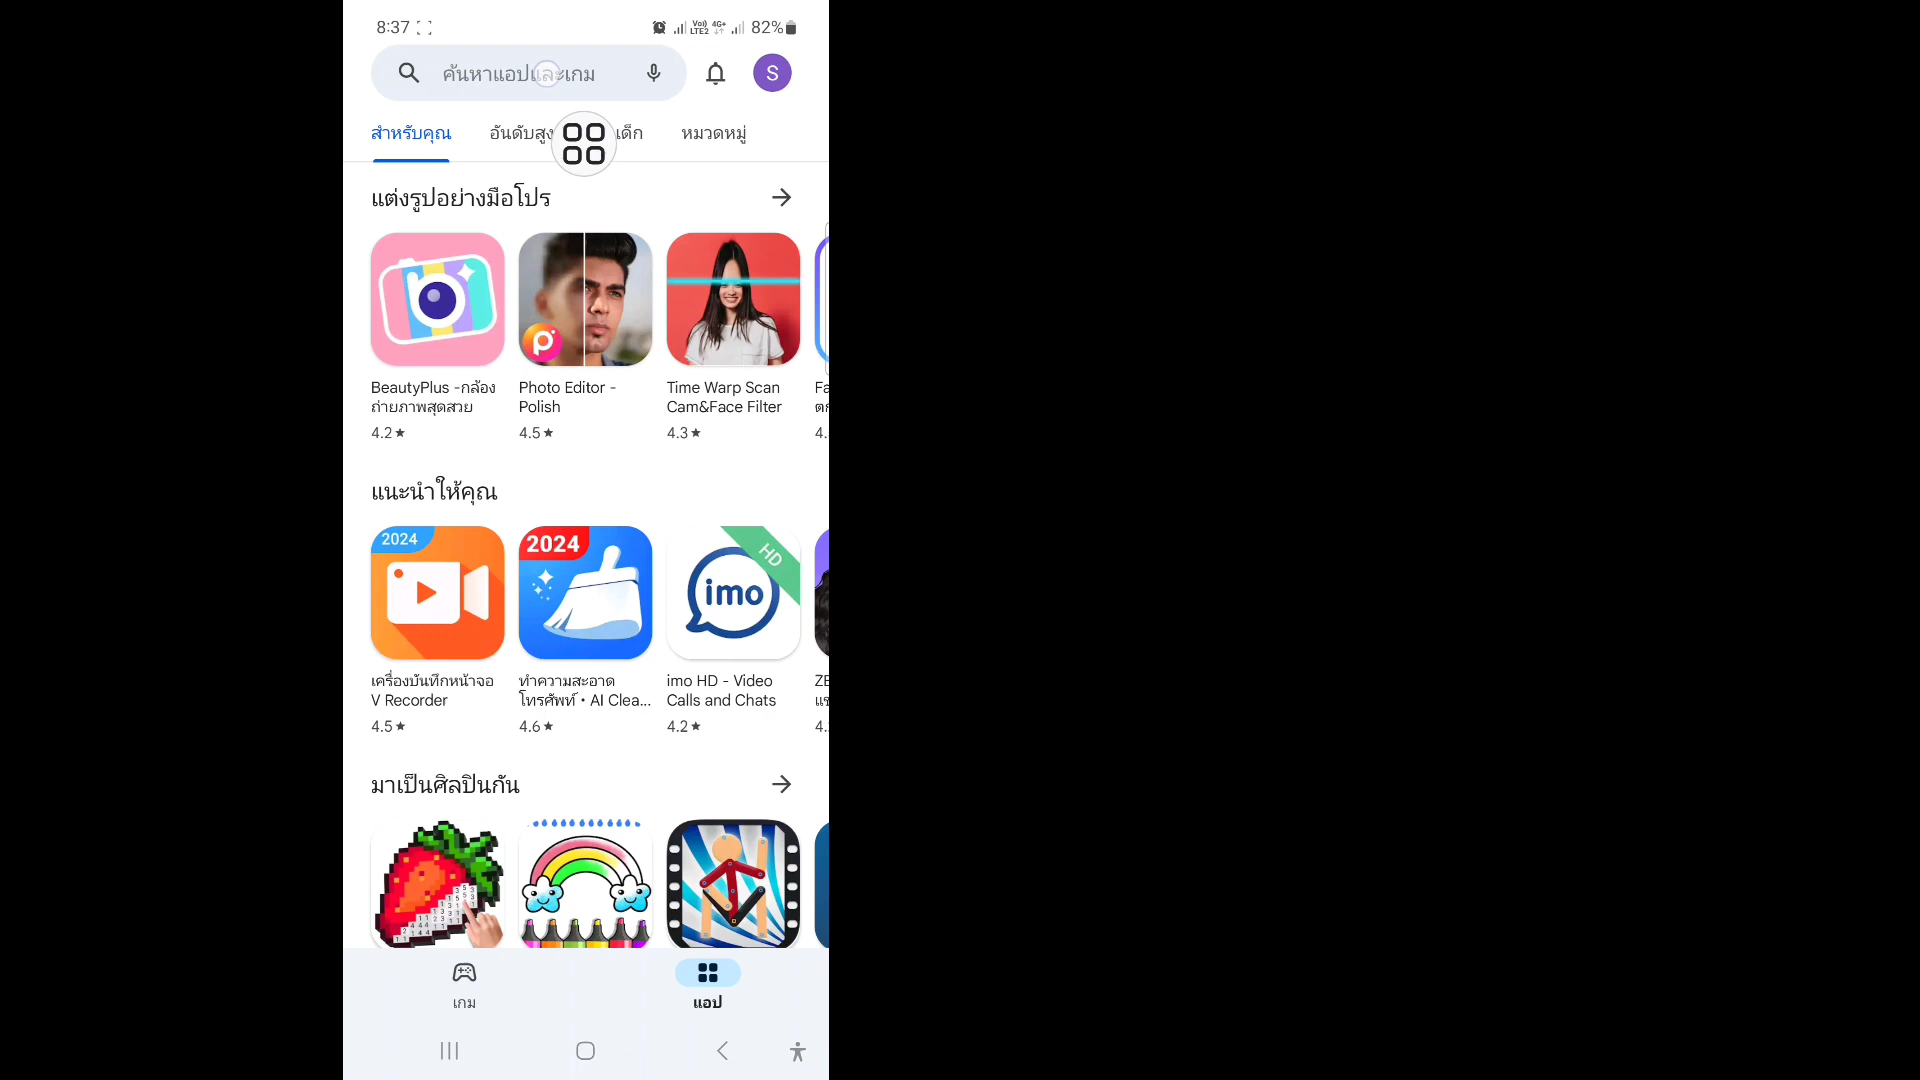 8:37
Vo)) LTE2 4G+ 82%
ค้นหาแอปและเกม
S
สำหรับคุณ อันดับสูง เด็ก หมวดหมู่
แต่งรูปอย่างมือโปร
BeautyPlus -กล้อง
ถ่ายภาพสุดสวย
4.2★
Photo Editor -
Polish
4.5★
Time Warp Scan
Cam&Face Filter
4.3★
Fa
4.
แนะนำให้คุณ
2024
เครื่องบันทึกหน้าจอ
V Recorder
4.5★
2024
ทำความสะอาด
โทรศัพท์・AI Clea...
4.6★
HD
imo
imo HD - Video
Calls and Chats
4.2★
ZE
4.
มาเป็นศิลปินกัน
เกม
แอป